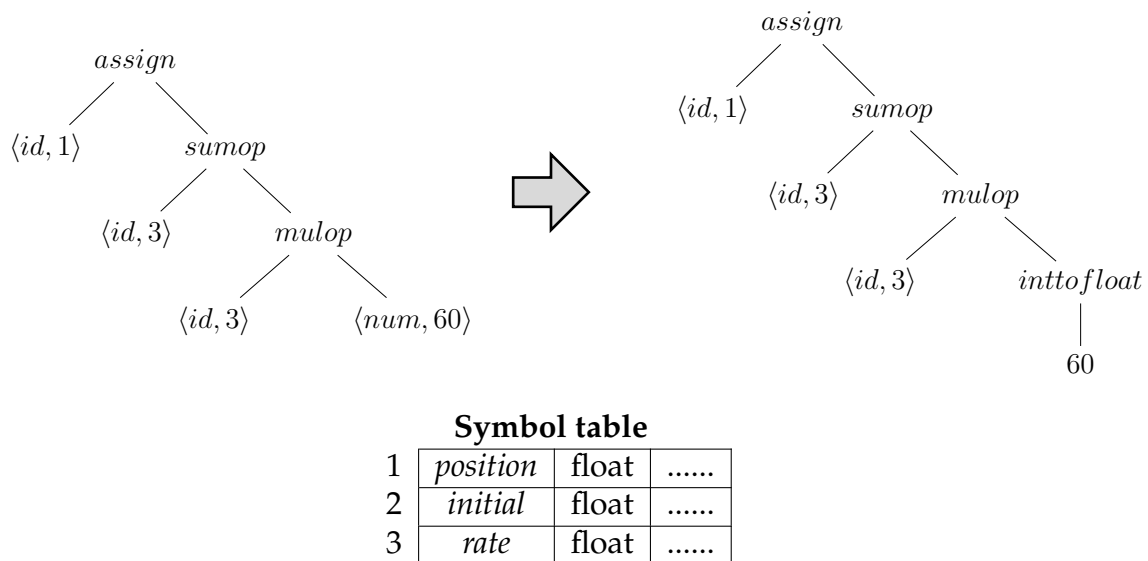 assign
⟨id, 1⟩ sumop
⟨id, 3⟩ mulop
⟨id, 3⟩ ⟨num, 60⟩
assign
⟨id, 1⟩ sumop
⟨id, 3⟩ mulop
⟨id, 3⟩ inttofloat
60
Symbol table
1 position float ......
2 initial float ......
3 rate float ......